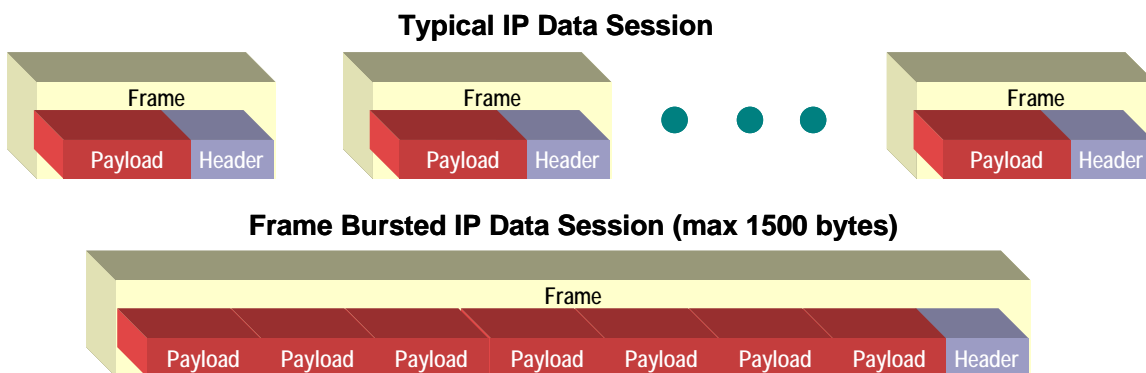 Typical IP Data Session
Frame Frame Frame
Payload Header Payload Header Payload Header
Frame Bursted IP Data Session (max 1500 bytes)
Frame
Payload Payload Payload Payload Payload Payload Payload Header